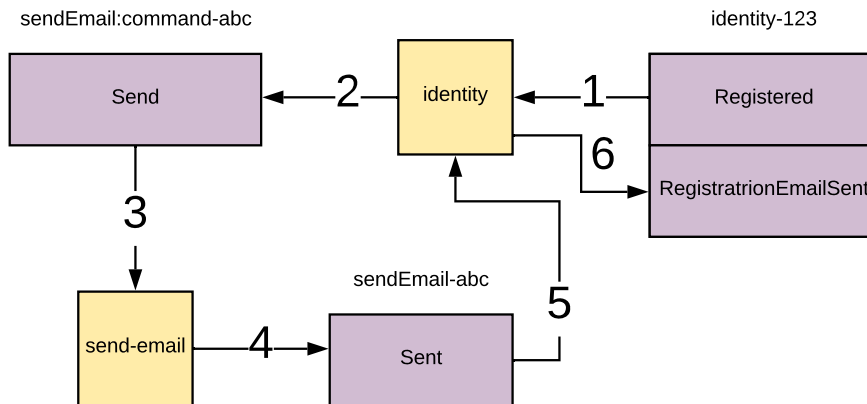 sendEmail:command-abc
identity-123
Send
2
identity
1
Registered
6
RegistratrionEmailSent
3
sendEmail-abc
5
send-email
4
Sent